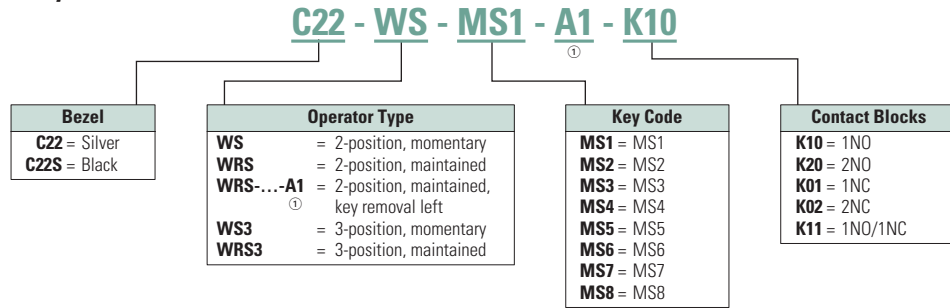 C22 - WS - MS1 - A1 - K10
①
Bezel
C22 = Silver
C22S = Black
Operator Type
WS = 2-position, momentary
WRS = 2-position, maintained
WRS-...-A1 = 2-position, maintained,
① key removal left
WS3 = 3-position, momentary
WRS3 = 3-position, maintained
Key Code
MS1 = MS1
MS2 = MS2
MS3 = MS3
MS4 = MS4
MS5 = MS5
MS6 = MS6
MS7 = MS7
MS8 = MS8
Contact Blocks
K10 = 1NO
K20 = 2NO
K01 = 1NC
K02 = 2NC
K11 = 1NO/1NC